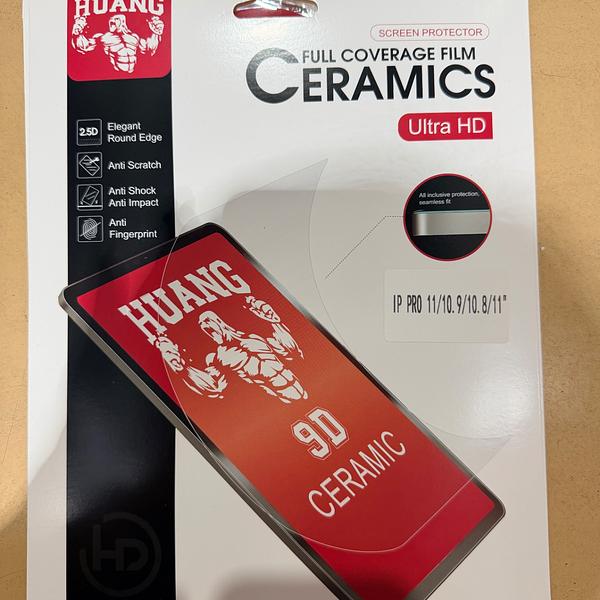 HUANG
SCREEN PROTECTOR
FULL COVERAGE FILM
CERAMICS
Ultra HD
2.5D
Elegant
Round Edge
Anti Scratch
Anti Shock
Anti Impact
Anti
Fingerprint
All inclusive protection,
seamless fit
IP PRO 11/10.9/10.8/11"
HUANG
9D
CERAMIC
HD